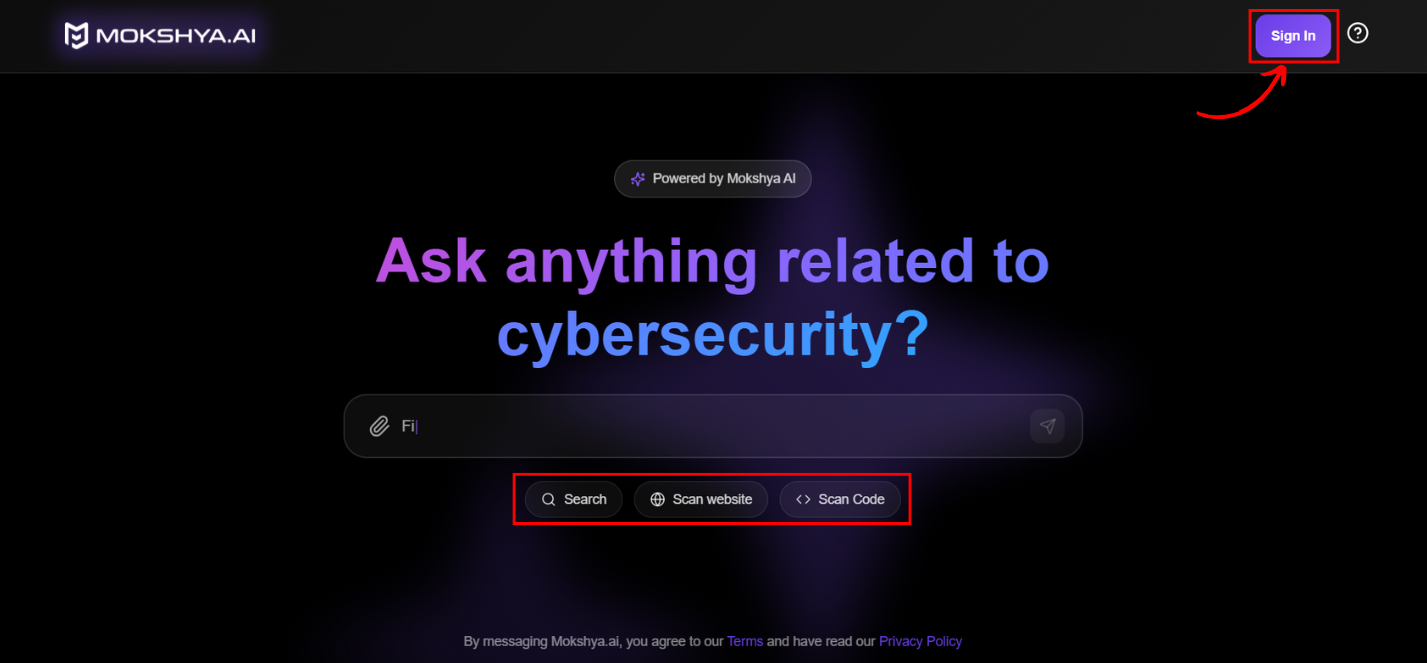 MOKSHYA.AI
Sign In
Powered by Mokshya AI
Ask anything related to
cybersecurity?
Fi
Search Scan website Scan Code
By messaging Mokshya.ai, you agree to our Terms and have read our Privacy Policy